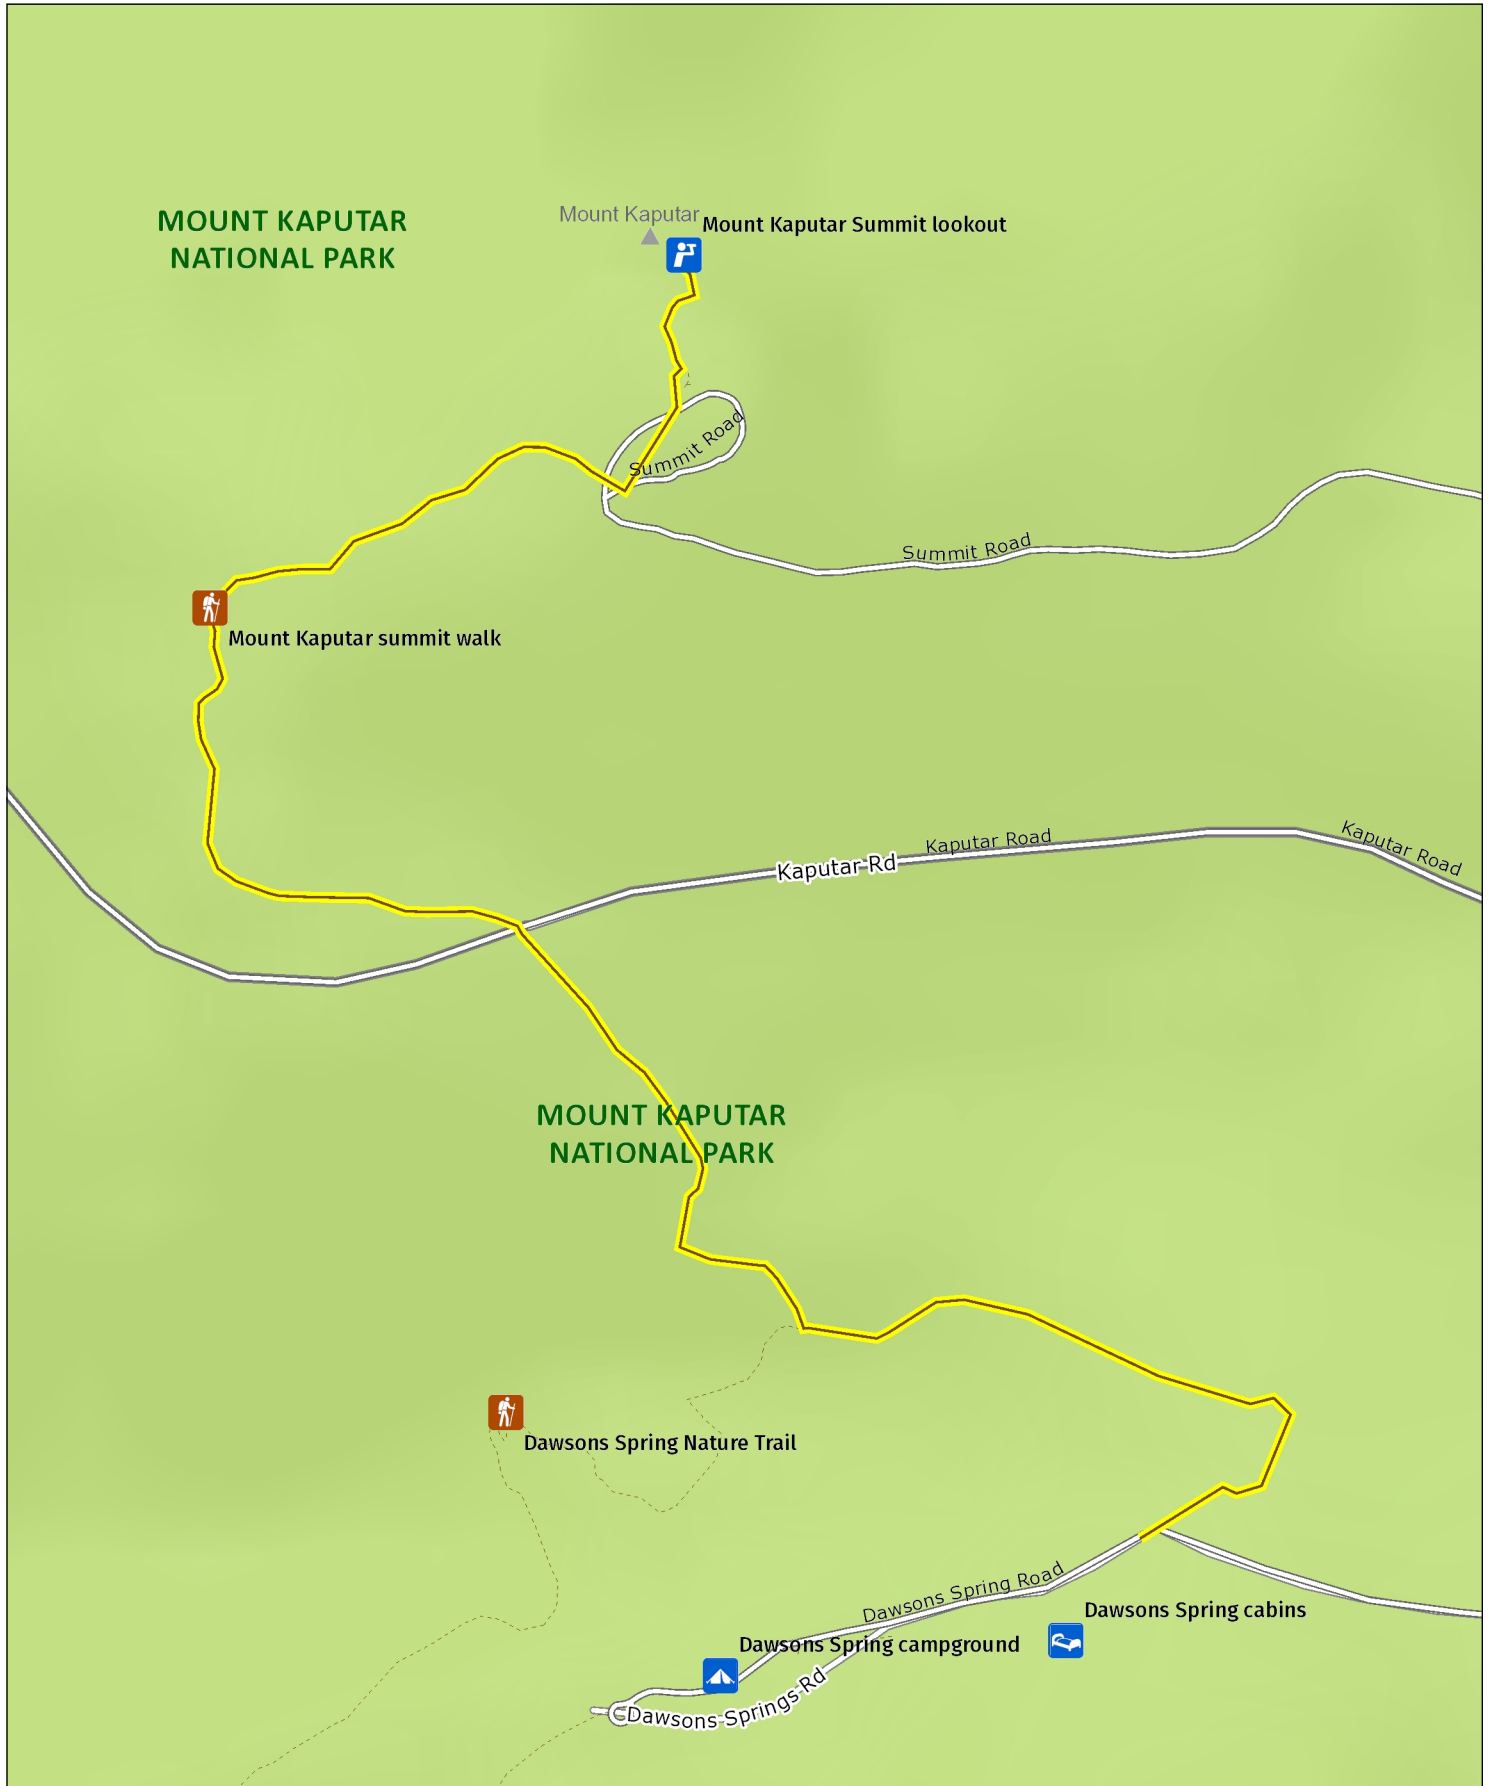 Mount Kaputar
MOUNT KAPUTAR
NATIONAL PARK
Mount Kaputar Summit lookout
Summit Road
Summit Road
Mount Kaputar summit walk
Kaputar Road
Kaputar Rd
Kaputar Road
MOUNT KAPUTAR
NATIONAL PARK
Dawsons Spring Nature Trail
Dawsons Spring Road
Dawsons Spring cabins
Dawsons Spring campground
Dawsons Springs Rd